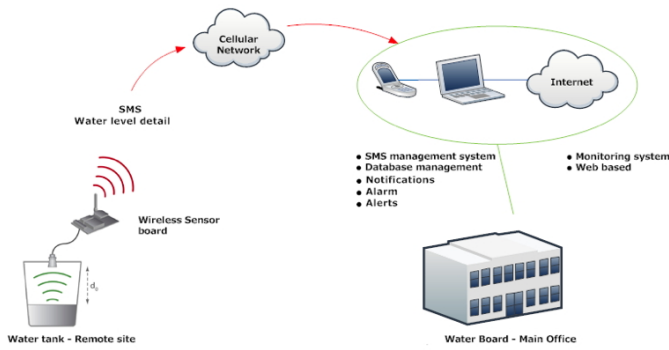 Cellular
Network
SMS
Water level detail
Internet
● SMS management system
● Database management
● Notifications
● Alarm
● Alerts
● Monitoring system
● Web based
Wireless Sensor
board
d₀
Water tank - Remote site
Water Board - Main Office